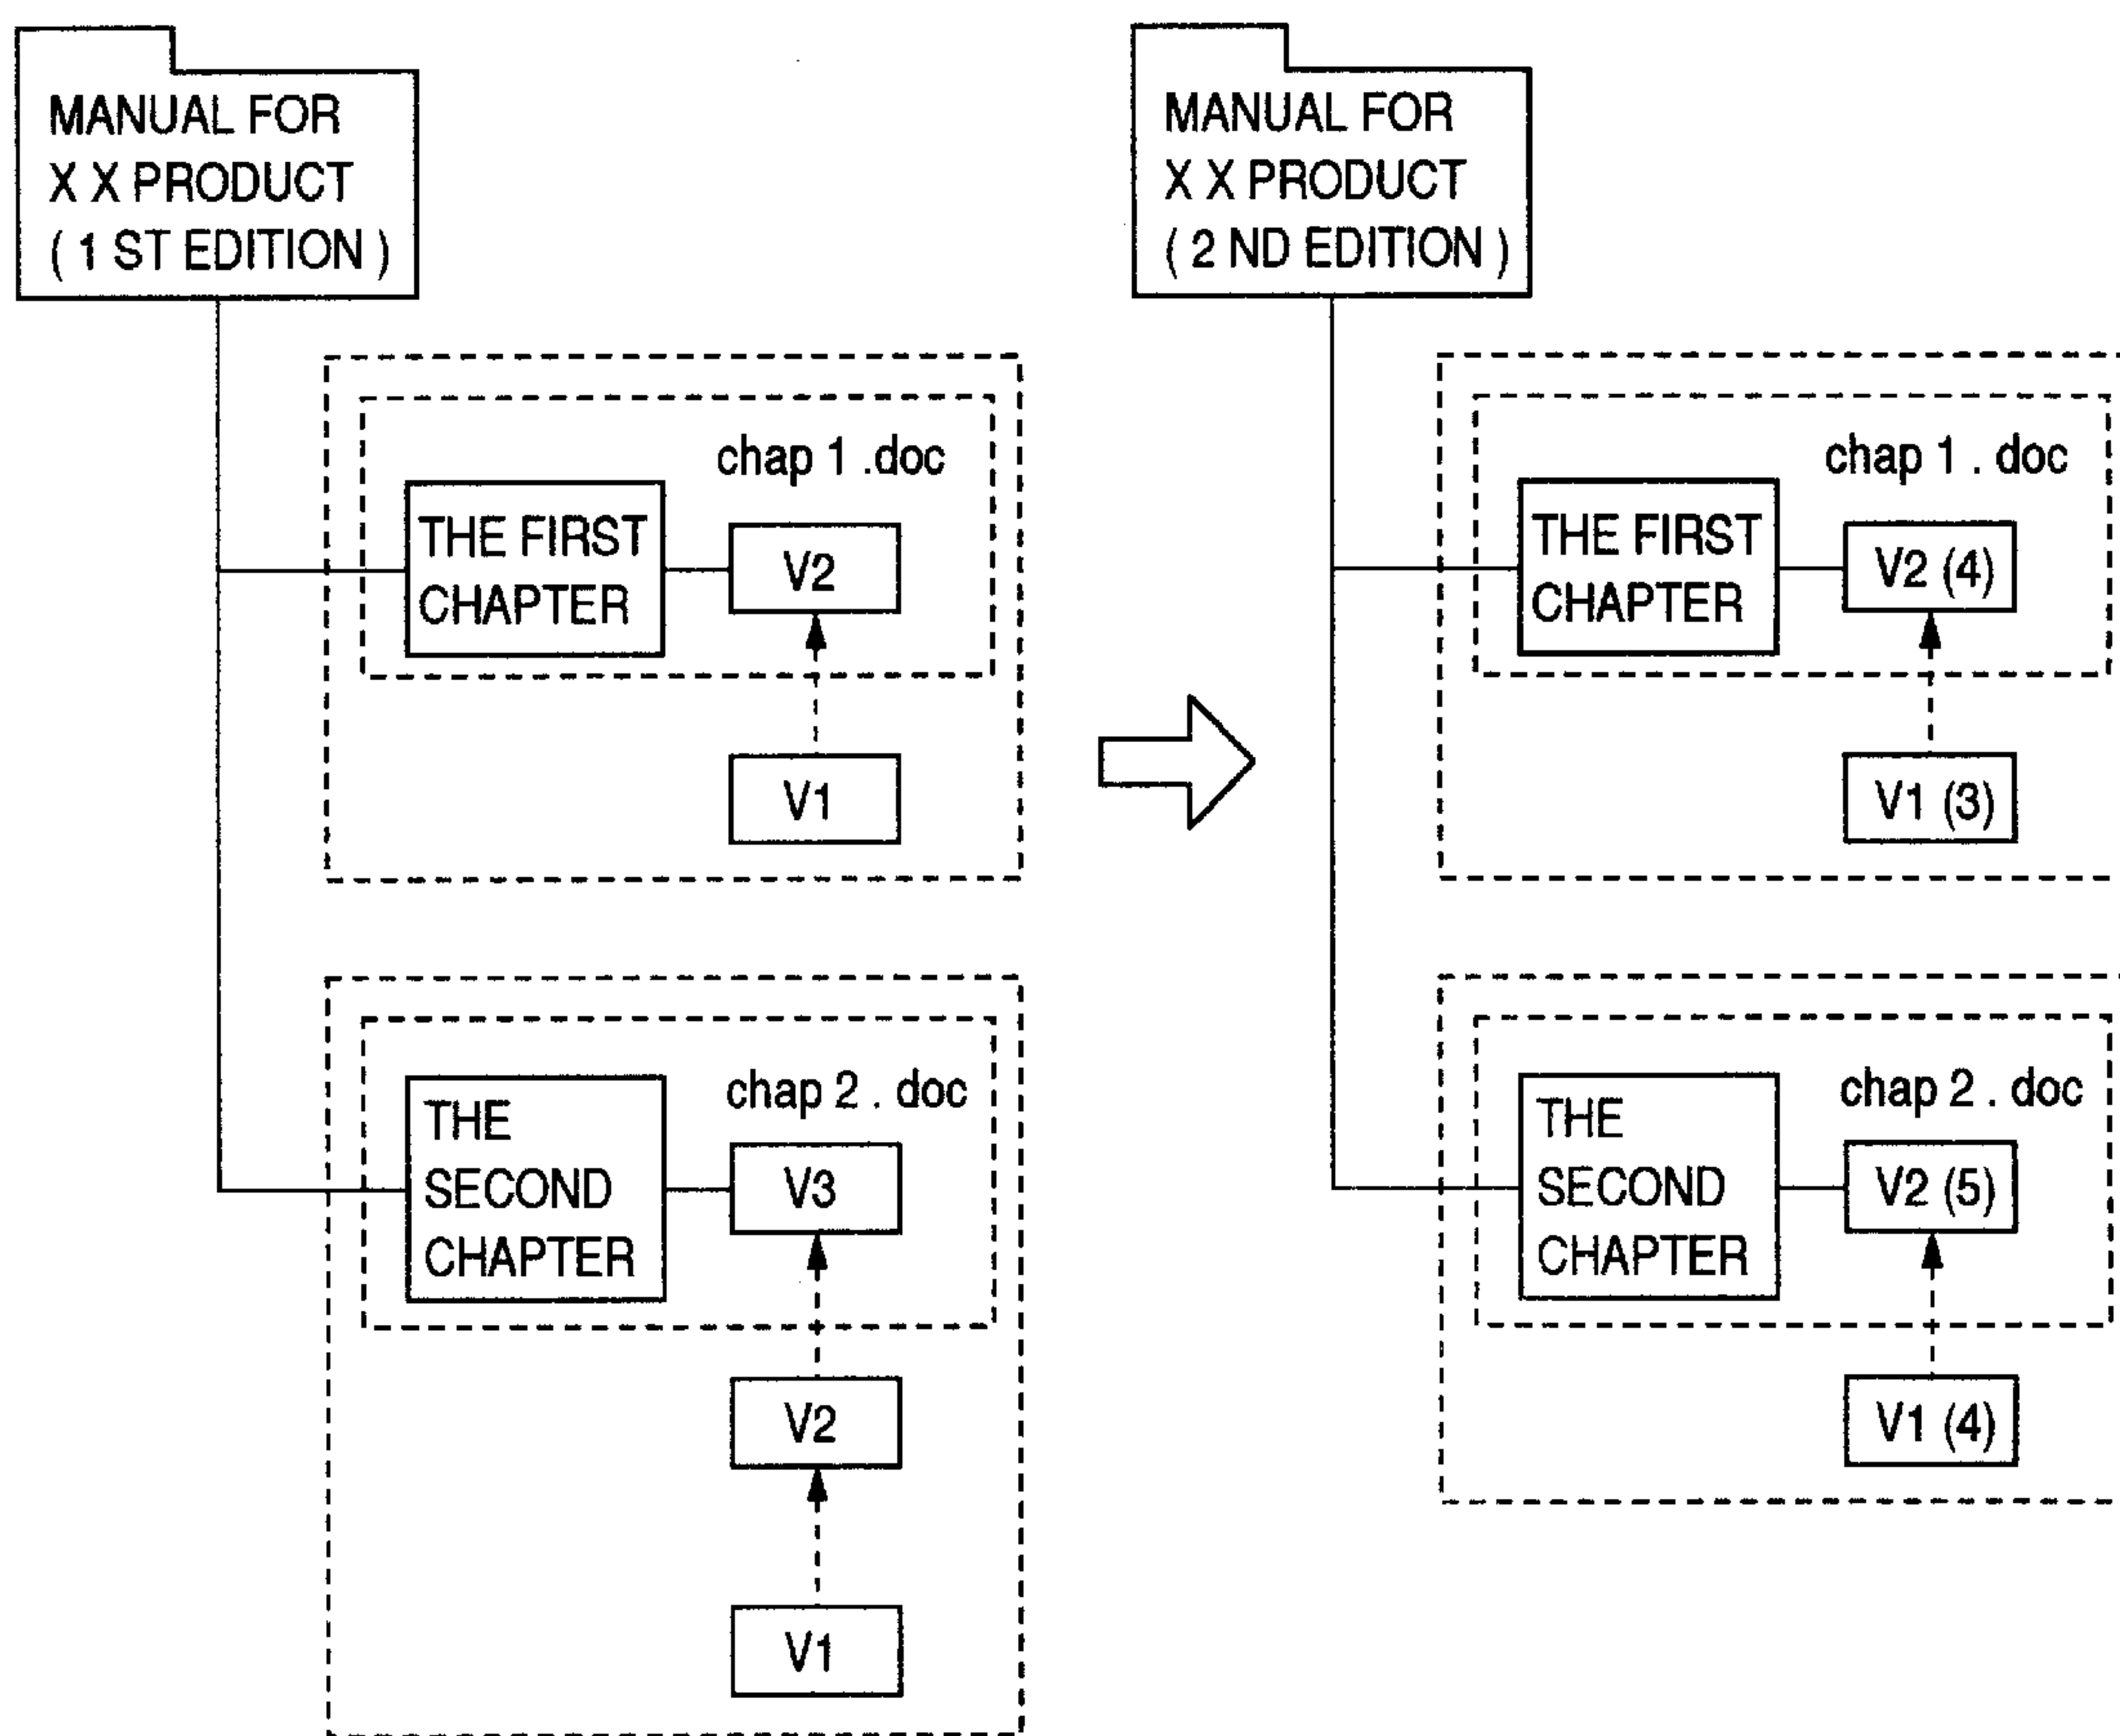 MANUAL FOR
X X PRODUCT
( 1 ST EDITION )
chap 1 .doc
THE FIRST
CHAPTER
V2
V1
chap 2 . doc
THE
SECOND
CHAPTER
V3
V2
V1
MANUAL FOR
X X PRODUCT
( 2 ND EDITION )
chap 1 . doc
THE FIRST
CHAPTER
V2 (4)
V1 (3)
chap 2 . doc
THE
SECOND
CHAPTER
V2 (5)
V1 (4)